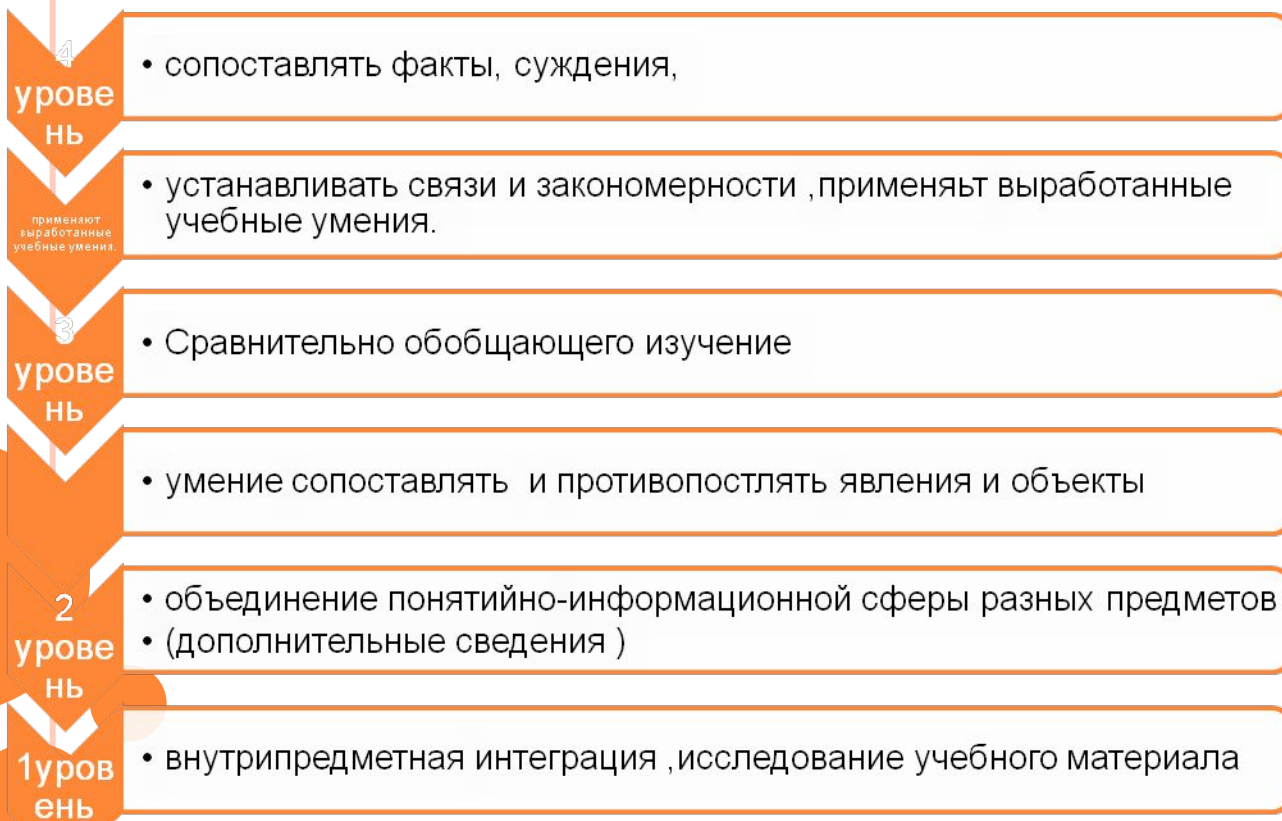 4
урове
нь
• сопоставлять факты, суждения,
применяют
выработанные
учебные умения.
• устанавливать связи и закономерности ,применяьт выработанные
учебные умения.
3
урове
нь
• Сравнительно обобщающего изучение
• умение сопоставлять и противопостлять явления и объекты
2
урове
нь
• объединение понятийно-информационной сферы разных предметов
• (дополнительные сведения )
1уров
ень
• внутрипредметная интеграция ,исследование учебного материала